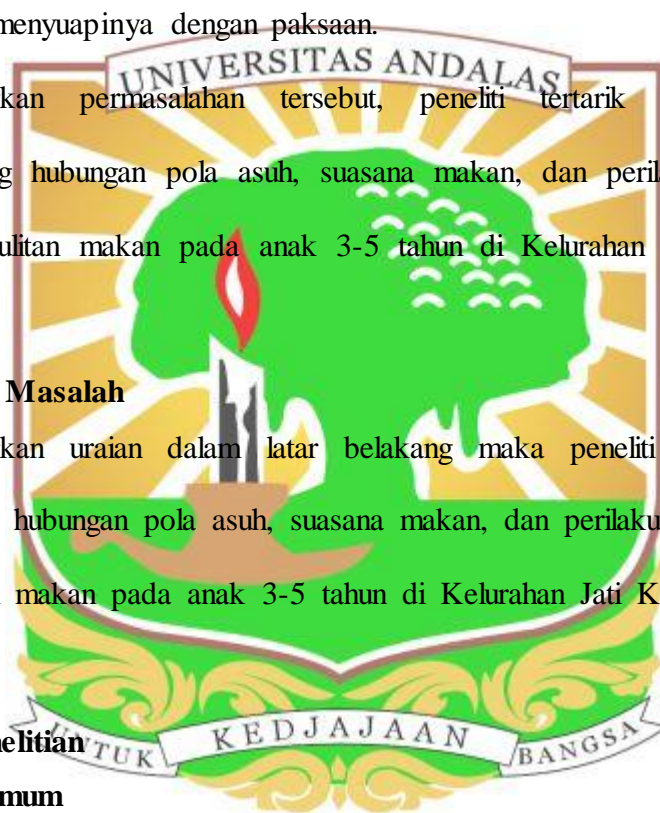 menyuapinya dengan paksaan.
UNIVERSITAS ANDALAS
kan permasalahan tersebut, peneliti tertarik
g hubungan pola asuh, suasana makan, dan peril
ulitan makan pada anak 3-5 tahun di Kelurahan
Masalah
kan uraian dalam latar belakang maka peneliti
hubungan pola asuh, suasana makan, dan perilaku
makan pada anak 3-5 tahun di Kelurahan Jati K
nelitian
UNTUK KEDJAJAAN BANGSA
mum